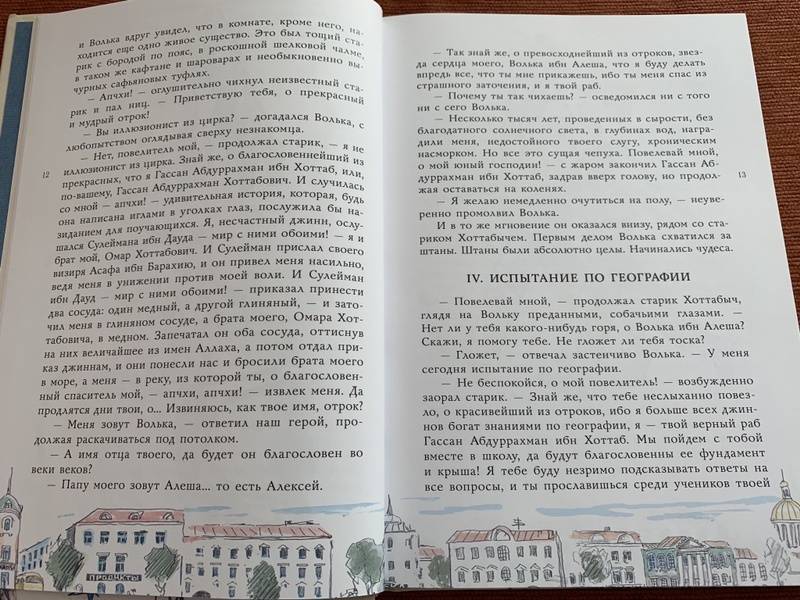 и Волька вдруг увидел, что в комнате, кроме него, на-
ходится еще одно живое существо. Это был тощий ста-
рик с бородой по пояс, в роскошной шелковой чалме,
в таком же кафтане и шароварах и необыкновенно вы-
чурных сафьяновых туфлях.
— Апчхи! — оглушительно чихнул неизвестный ста-
рик и пал ниц. — Приветствую тебя, о прекрасный
и мудрый отрок!
— Вы иллюзионист из цирка? — догадался Волька, с
любопытством оглядывая сверху незнакомца.
— Нет, повелитель мой, — продолжал старик, — я не
иллюзионист из цирка. Знай же, о благословеннейший из
прекрасных, что я Гассан Абдуррахман ибн Хоттаб, или,
по-вашему, Гассан Абдуррахман Хоттабович. И случилась
со мной — апчхи! — удивительная история, которая, будь
она написана иглами в уголках глаз, послужила бы на-
зиданием для поучающихся. Я, несчастный джинн, ослу-
шался Сулеймана ибн Дауда — мир с ними обоими! — я и
брат мой, Омар Хоттабович. И Сулейман прислал своего
визиря Асафа ибн Барахию, и он привел меня насильно,
ведя меня в унижении против моей воли. И Сулейман
ибн Дауд — мир с ними обоими! — приказал принести
два сосуда: один медный, а другой глиняный, — и зато-
чил меня в глиняном сосуде, а брата моего, Омара Хот-
табовича, в медном. Запечатал он оба сосуда, оттиснув
на них величайшее из имен Аллаха, а потом отдал при-
каз джиннам, и они понесли нас и бросили брата моего
в море, а меня — в реку, из которой ты, о благословен-
ный спаситель мой, — апчхи, апчхи! — извлек меня. Да
продлятся дни твои, о... Извиняюсь, как твое имя, отрок?
— Меня зовут Волька, — ответил наш герой, про-
должая раскачиваться под потолком.
— А имя отца твоего, да будет он благословен во
веки веков?
— Папу моего зовут Алеша... то есть Алексей.
12
ПРОДУКТЫ
— Так знай же, о превосходнейший из отроков, звез-
да сердца моего, Волька ибн Алеша, что я буду делать
впредь все, что ты мне прикажешь, ибо ты меня спас из
страшного заточения, и я твой раб.
— Почему ты так чихаешь? — осведомился ни с того
ни с сего Волька.
— Несколько тысяч лет, проведенных в сырости, без
благодатного солнечного света, в глубинах вод, награ-
дили меня, недостойного твоего слугу, хроническим
насморком. Но все это сущая чепуха. Повелевай мной,
о мой юный господин! — с жаром закончил Гассан Аб-
дуррахман ибн Хоттаб, задрав вверх голову, но продол-
жая оставаться на коленях.
— Я желаю немедленно очутиться на полу, — неуве-
ренно промолвил Волька.
И в то же мгновение он оказался внизу, рядом со ста-
риком Хоттабычем. Первым делом Волька схватился за
штаны. Штаны были абсолютно целы. Начинались чудеса.
IV. ИСПЫТАНИЕ ПО ГЕОГРАФИИ
— Повелевай мной, — продолжал старик Хоттабыч,
глядя на Вольку преданными, собачьими глазами. —
Нет ли у тебя какого-нибудь горя, о Волька ибн Алеша?
Скажи, я помогу тебе. Не гложет ли тебя тоска?
— Гложет, — отвечал застенчиво Волька. — У меня
сегодня испытание по географии.
— Не беспокойся, о мой повелитель! — возбужденно
заорал старик. — Знай же, что тебе неслыханно повез-
ло, о красивейший из отроков, ибо я больше всех джин-
нов богат знаниями по географии, я — твой верный раб
Гассан Абдуррахман ибн Хоттаб. Мы пойдем с тобой
вместе в школу, да будут благословенны ее фундамент
и крыша! Я тебе буду незримо подсказывать ответы на
все вопросы, и ты прославишься среди учеников твоей
13